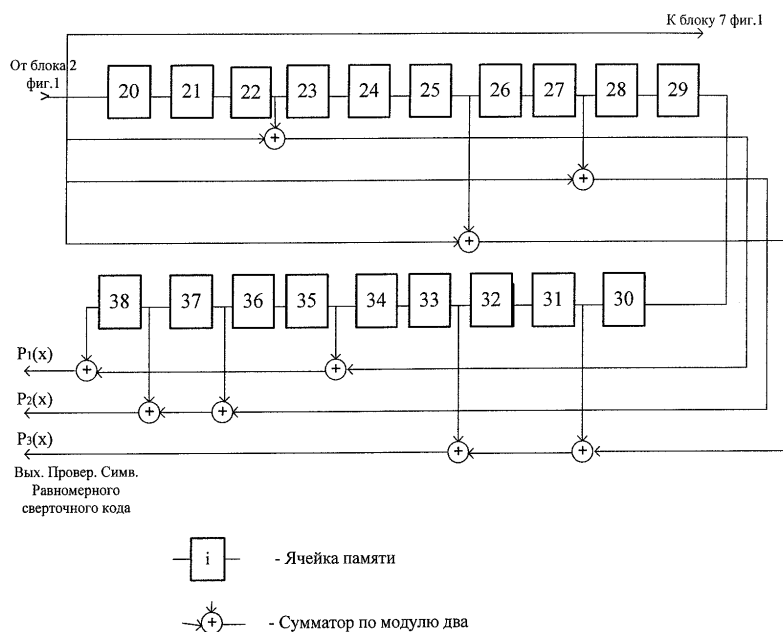 К блоку 7 фиг.1
От блока 2
фиг.1
20 21 22 23 24 25 26 27 28 29
+
+
+
38 37 36 35 34 33 32 31 30
P1(x) + +
P2(x) + +
P3(x) + +
Вых. Провер. Симв.
Равномерного
сверточного кода
i - Ячейка памяти
+ - Сумматор по модулю два